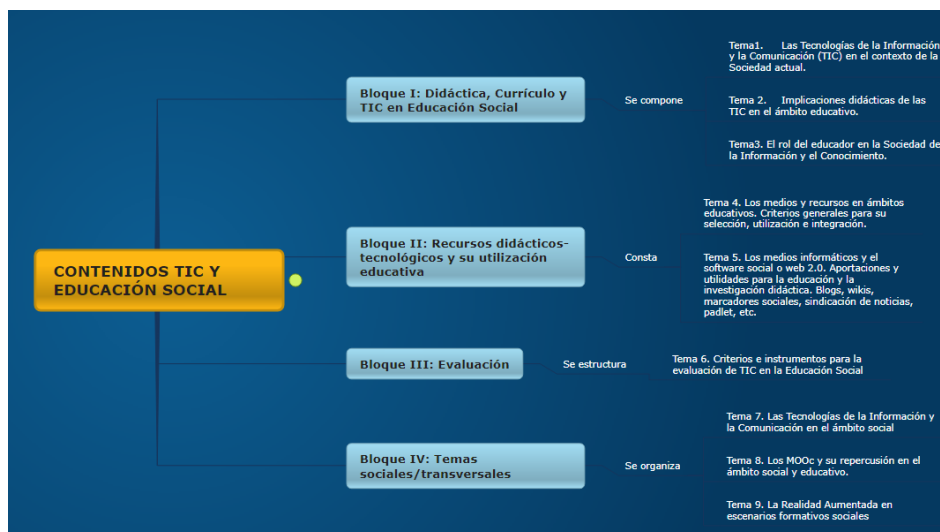 CONTENIDOS TIC Y
EDUCACIÓN SOCIAL
Bloque I: Didáctica, Currículo y
TIC en Educación Social
Se compone
Tema1. Las Tecnologías de la Información
y la Comunicación (TIC) en el contexto de la
Sociedad actual.
Tema 2. Implicaciones didácticas de las
TIC en el ámbito educativo.
Tema3. El rol del educador en la Sociedad de
la Información y el Conocimiento.
Bloque II: Recursos didácticos-
tecnológicos y su utilización
educativa
Consta
Tema 4. Los medios y recursos en ámbitos
educativos. Criterios generales para su
selección, utilización e integración.
Tema 5. Los medios informáticos y el
software social o web 2.0. Aportaciones y
utilidades para la educación y la
investigación didáctica. Blogs, wikis,
marcadores sociales, sindicación de noticias,
padlet, etc.
Bloque III: Evaluación
Se estructura
Tema 6. Criterios e instrumentos para la
evaluación de TIC en la Educación Social
Bloque IV: Temas
sociales/transversales
Se organiza
Tema 7. Las Tecnologías de la Información y
la Comunicación en el ámbito social
Tema 8. Los MOOc y su repercusión en el
ámbito social y educativo.
Tema 9. La Realidad Aumentada en
escenarios formativos sociales